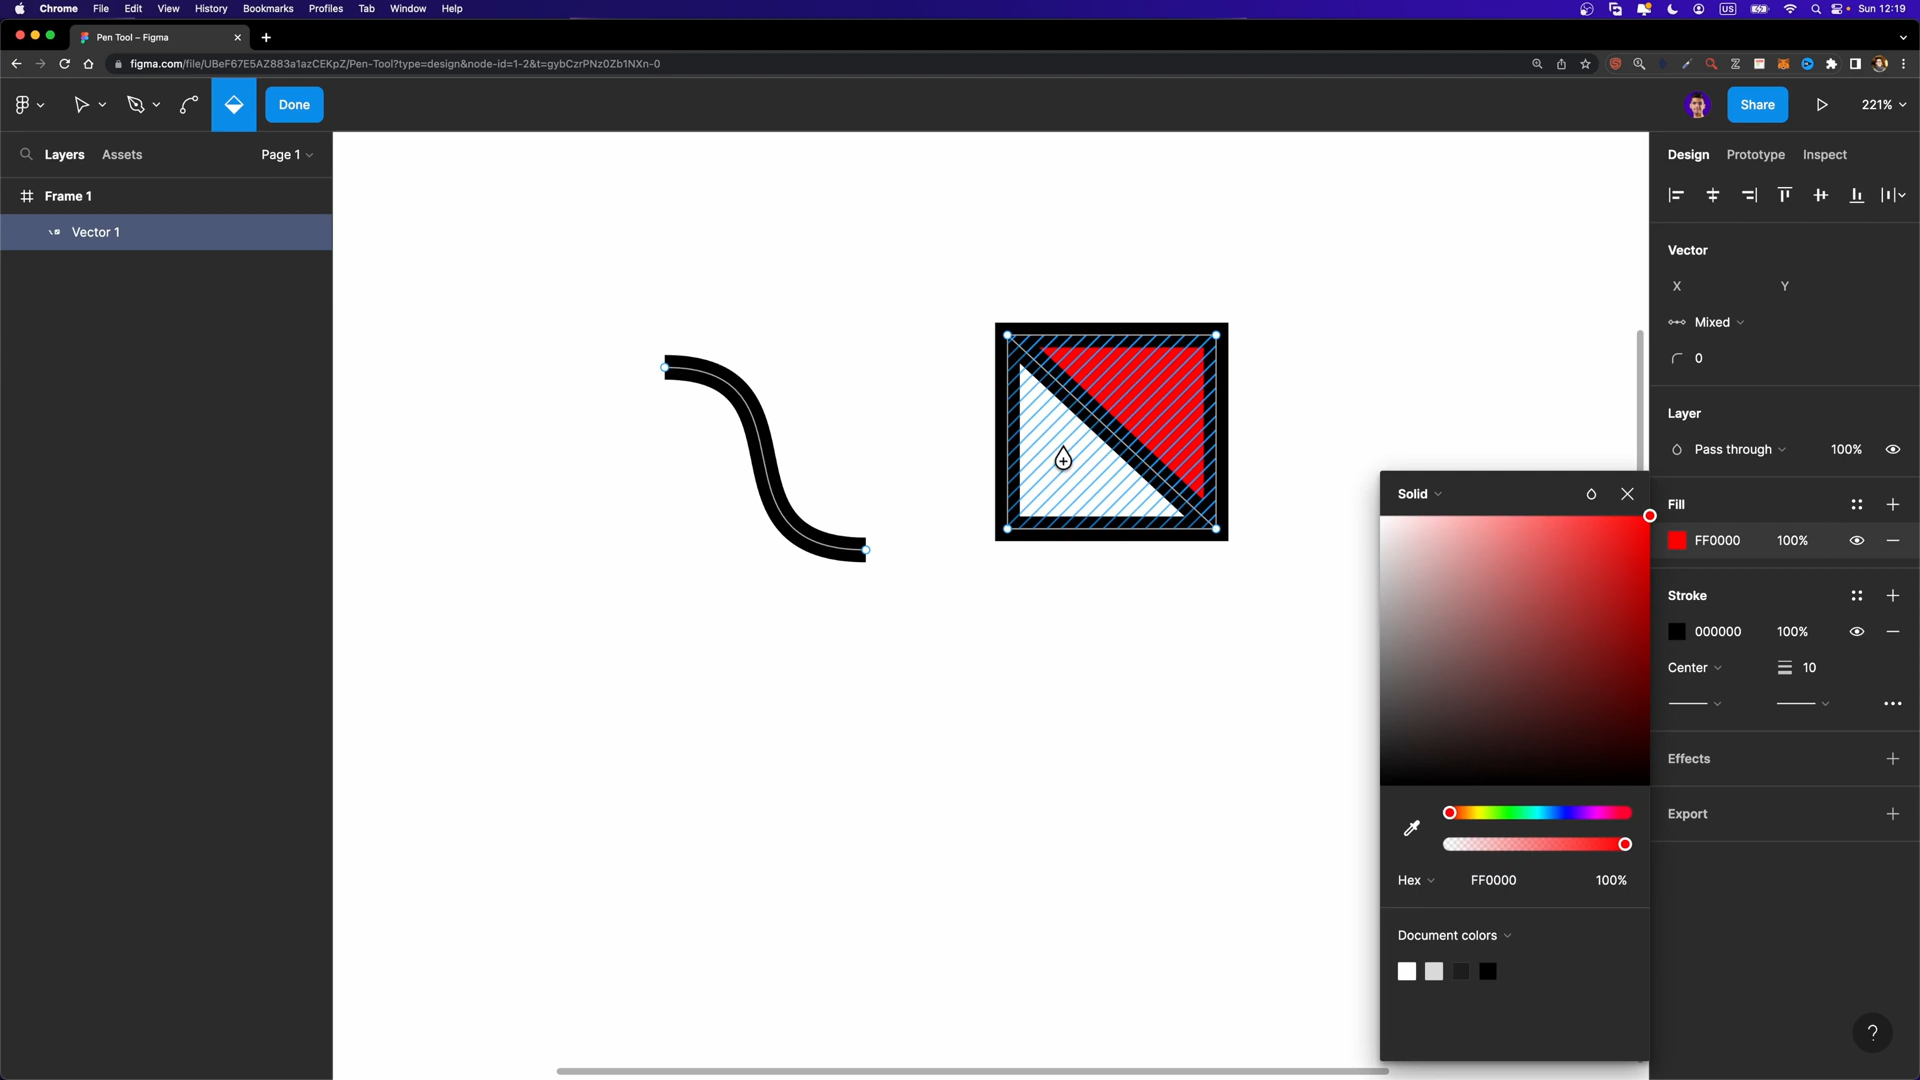 Chrome File Edit View History Bookmarks Profiles Tab Window Help US Sun 12:19
Pen Tool – Figma
figma.com/file/UBeF67E5AZ883a1azCEKpZ/Pen-Tool?type=design&node-id=1-2&t=gybCzrPNz0Zb1NXn-0
Done Share 221%
Layers Assets Page 1
Frame 1
Vector 1
Design Prototype Inspect
Vector
X Y
Mixed
0
Layer
Pass through 100%
Fill
FF0000 100%
Stroke
000000 100%
Center 10
Effects
Export
Solid
Hex FF0000 100%
Document colors
?